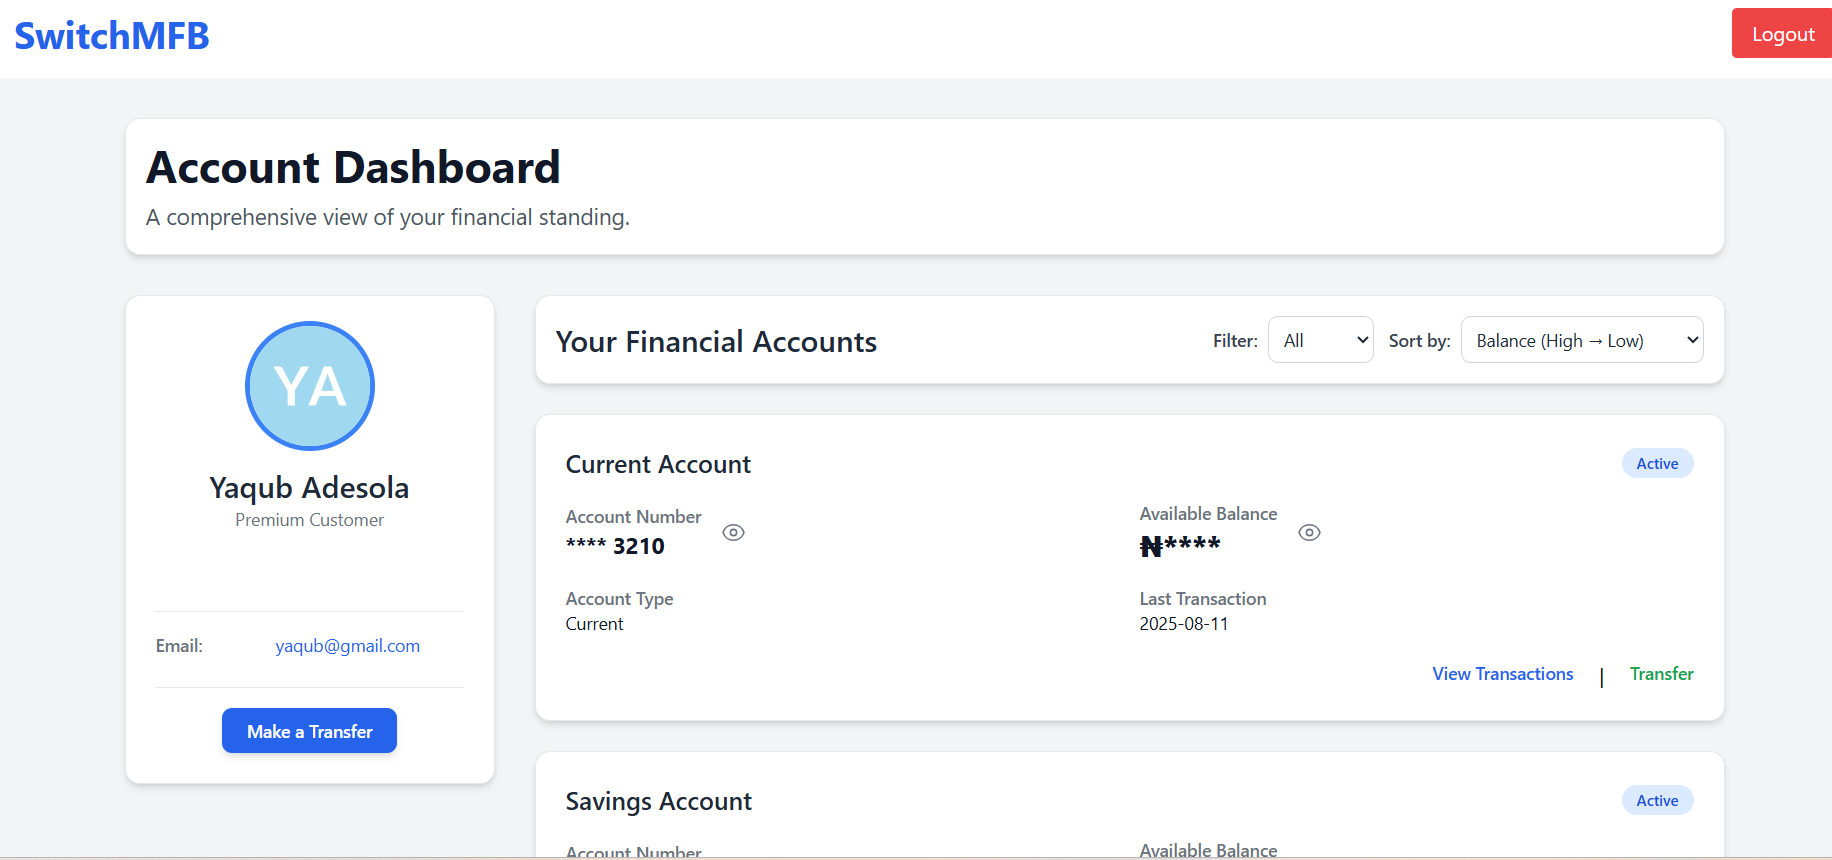 SwitchMFB
Logout
Account Dashboard
A comprehensive view of your financial standing.
YA
Yaqub Adesola
Premium Customer
Email: yaqub@gmail.com
Make a Transfer
Your Financial Accounts
Filter: All Sort by: Balance (High → Low)
Current Account
Active
Account Number
**** 3210
Available Balance
₦****
Account Type
Current
Last Transaction
2025-08-11
View Transactions | Transfer
Savings Account
Active
Account Number
Available Balance